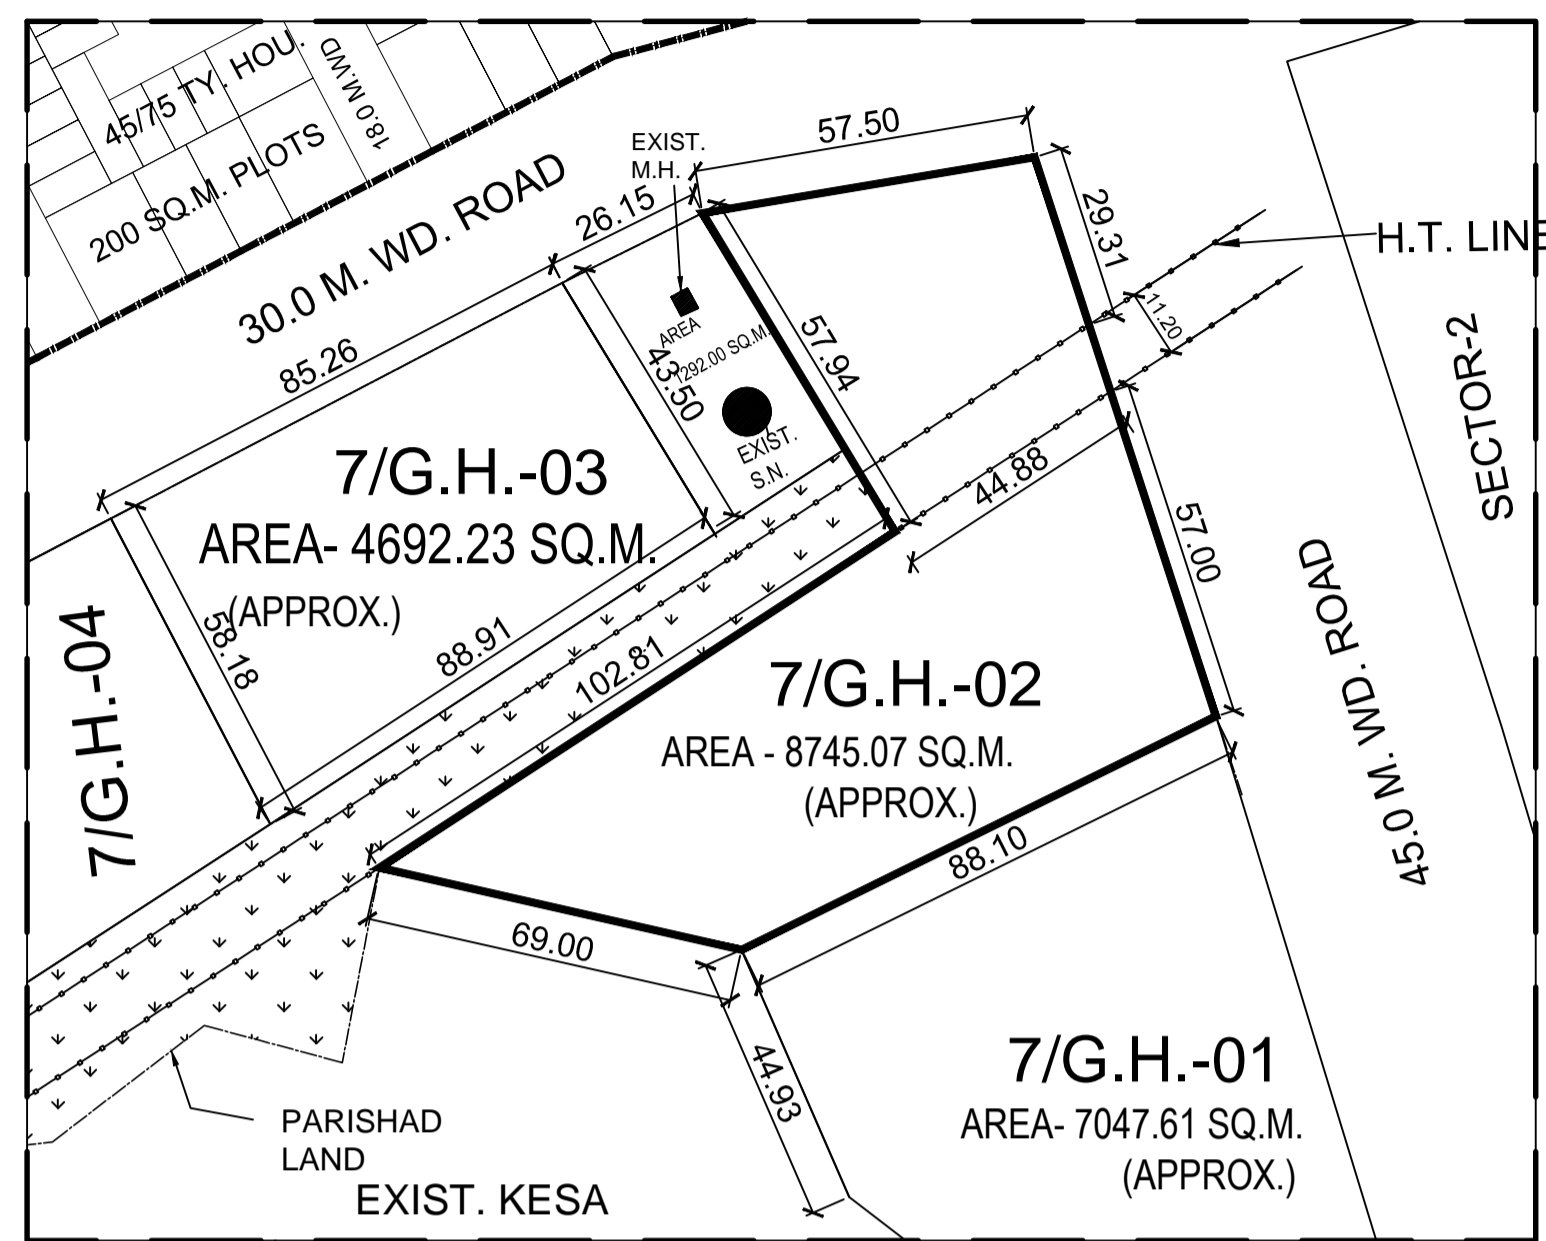 45/75 TY. HOU.
18.0 M.WD
200 SQ.M. PLOTS
30.0 M. WD. ROAD
EXIST.
M.H.
57.50
26.15
29.31
H.T. LINE
11.20
85.26
AREA
1292.00 SQ.M.
43.50
57.94
EXIST.
S.N.
44.88
57.00
SECTOR-2
45.0 M. WD. ROAD
7/G.H.-03
AREA- 4692.23 SQ.M.
(APPROX.)
58.18
7/G.H.-04
88.91
102.81
7/G.H.-02
AREA - 8745.07 SQ.M.
(APPROX.)
88.10
69.00
44.93
7/G.H.-01
AREA- 7047.61 SQ.M.
(APPROX.)
PARISHAD
LAND
EXIST. KESA